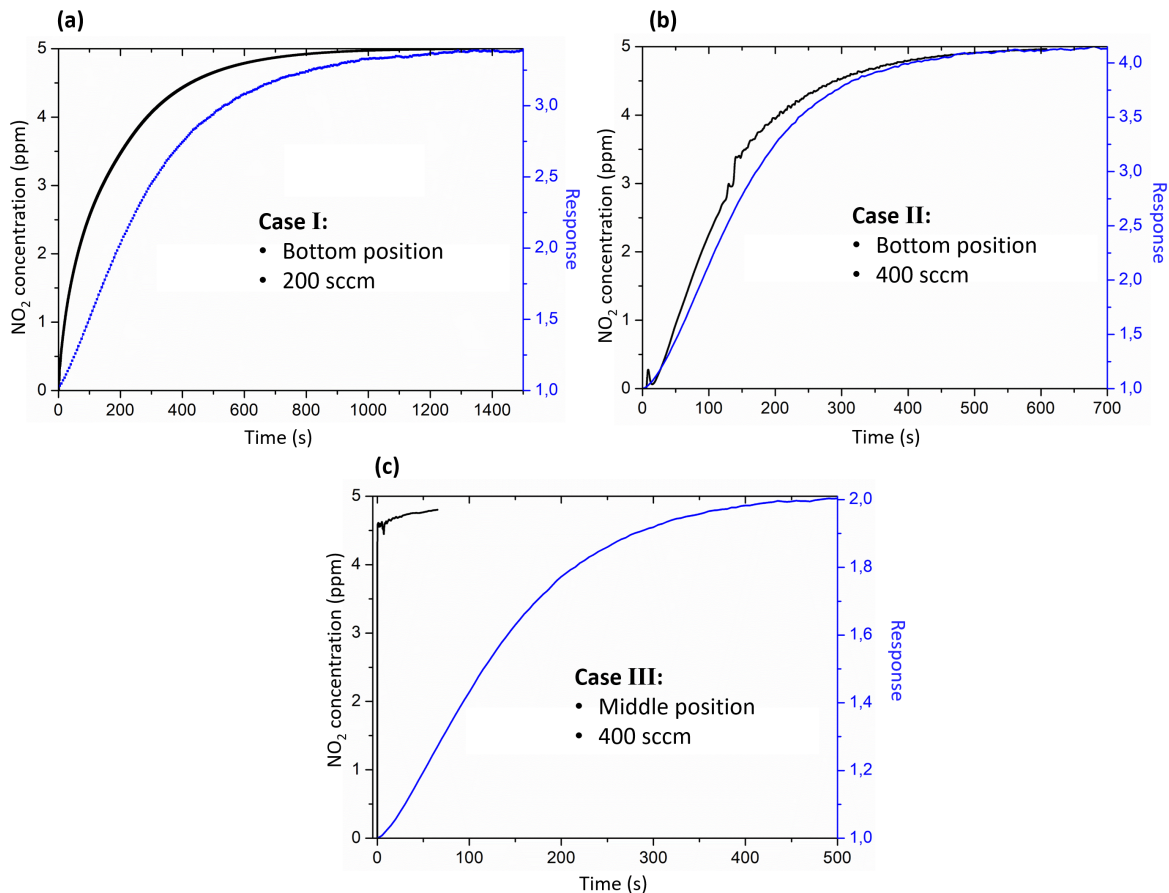 (a)
5
4
3
2
1
0
NO₂ concentration (ppm)
0 200 400 600 800 1000 1200 1400
Time (s)
3,0
2,5
2,0
1,5
1,0
Response
Case I:
• Bottom position
• 200 sccm
(b)
5
4
3
2
1
0
NO₂ concentration (ppm)
0 100 200 300 400 500 600 700
Time (s)
4,0
3,5
3,0
2,5
2,0
1,5
1,0
Response
Case II:
• Bottom position
• 400 sccm
(c)
5
4
3
2
1
0
NO₂ concentration (ppm)
0 100 200 300 400 500
Time (s)
2,0
1,8
1,6
1,4
1,2
1,0
Response
Case III:
• Middle position
• 400 sccm